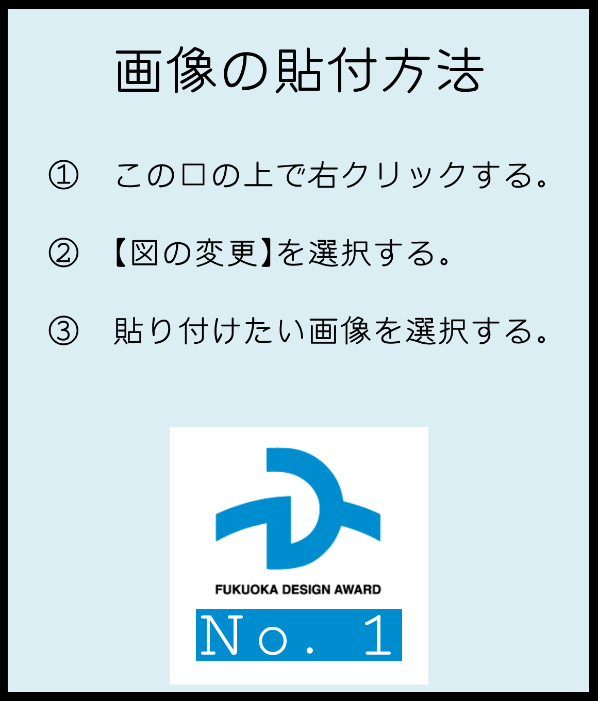 画像の貼付方法
① この□の上で右クリックする。
② 【図の変更】を選択する。
③ 貼り付けたい画像を選択する。
FUKUOKA DESIGN AWARD
No. 1